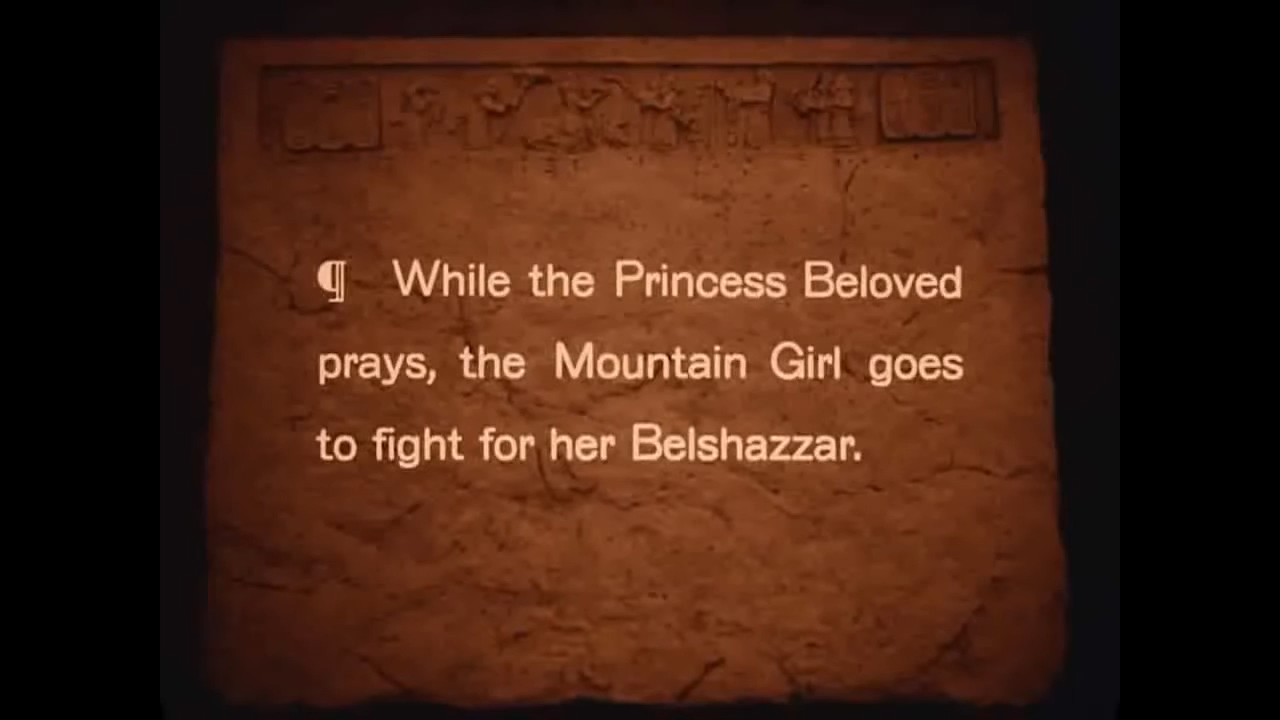 ¶ While the Princess Beloved
prays, the Mountain Girl goes
to fight for her Belshazzar.